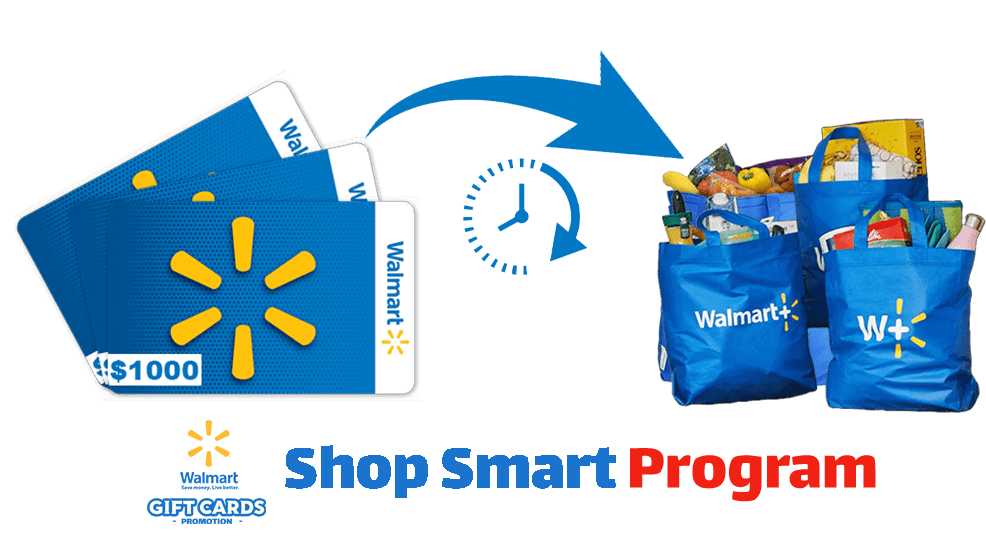 Walmart
Walmart
Walmart
$1000
Walmart+
W+
Walmart
Save money. Live better.
GIFT CARDS
- PROMOTION -
Shop Smart Program